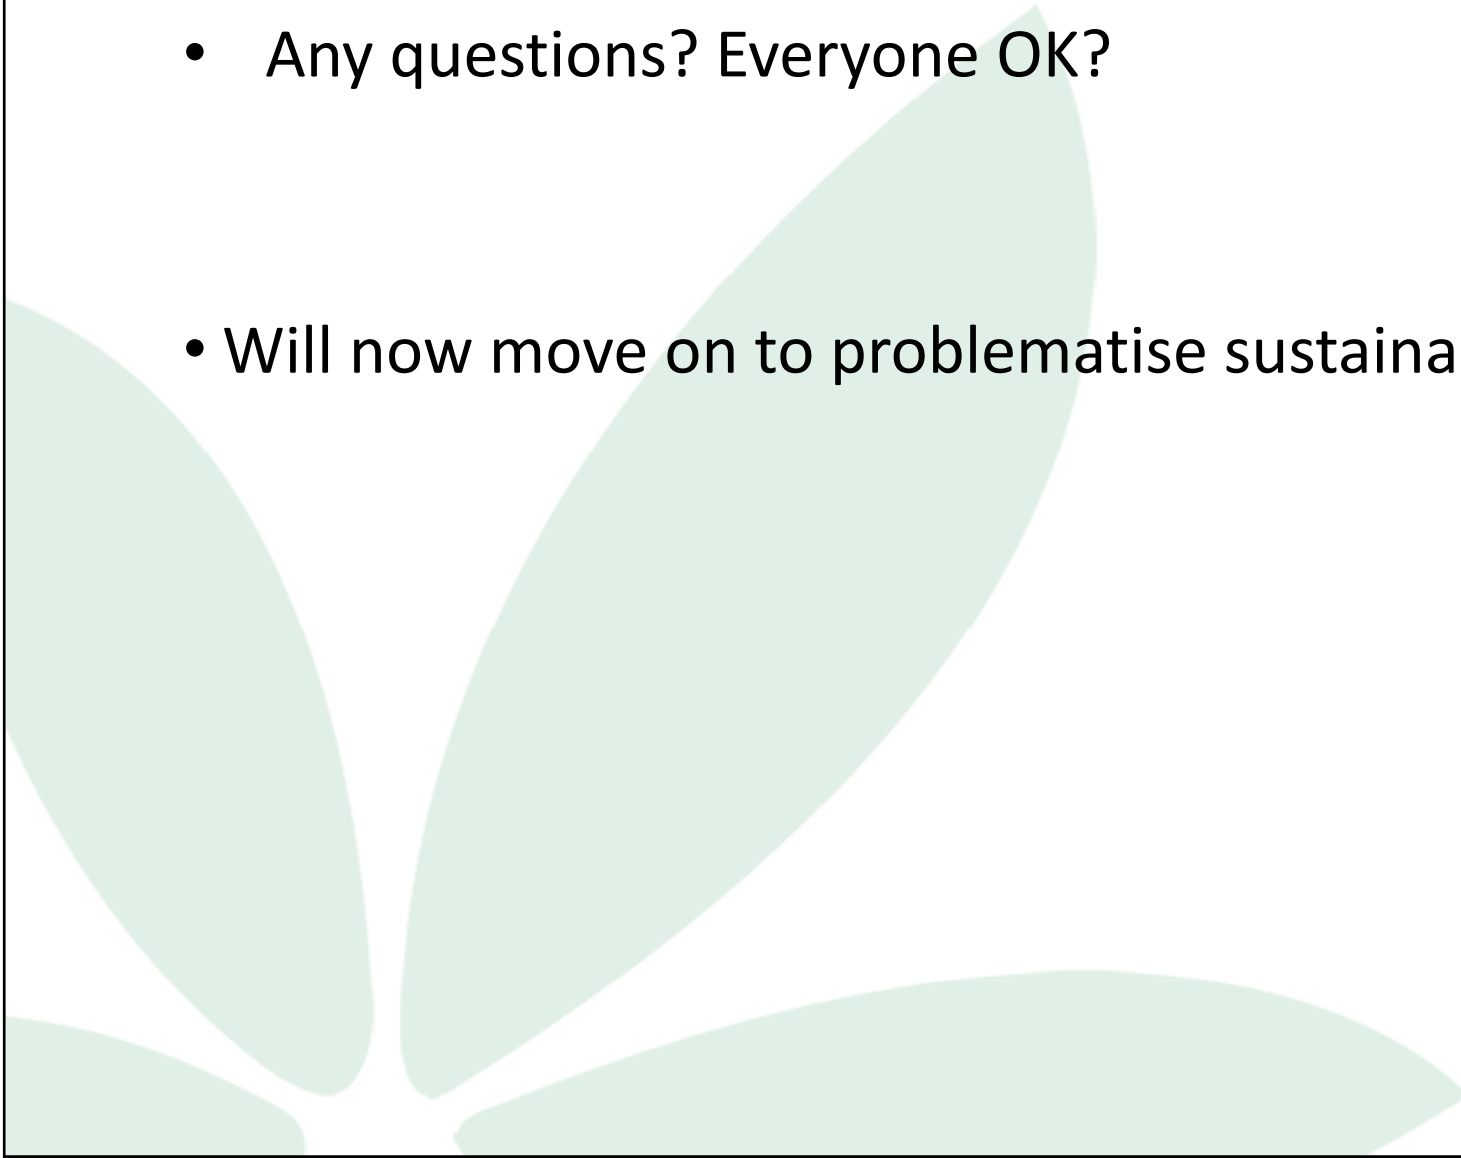 • Any questions? Everyone OK?
• Will now move on to problematise sustaina